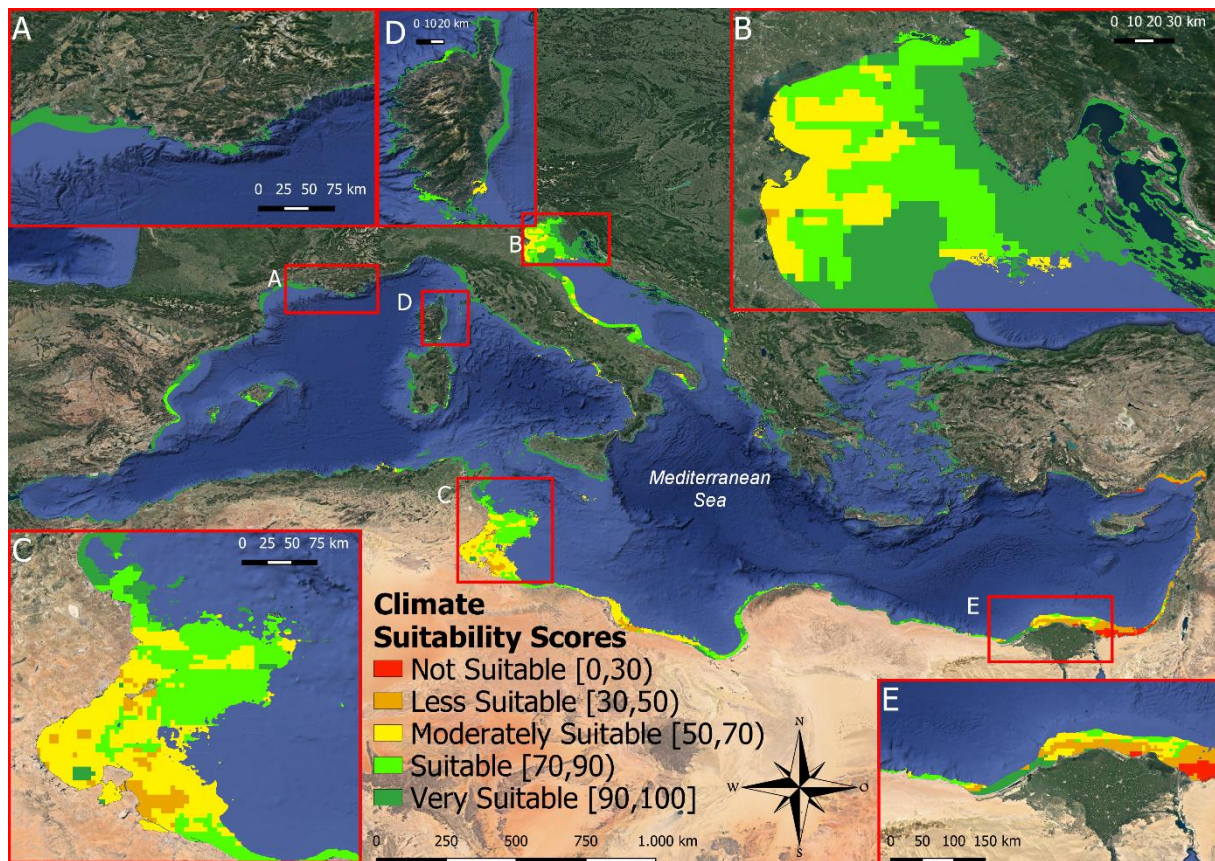 A
0 25 50 75 km
D
0 10 20 km
B
0 10 20 30 km
A
B
D
C
Mediterranean
Sea
E
C
0 25 50 75 km
Climate
Suitability Scores
Not Suitable [0,30)
Less Suitable [30,50)
Moderately Suitable [50,70)
Suitable [70,90)
Very Suitable [90,100]
0 250 500 750 1.000 km
N
W O
S
E
0 50 100 150 km